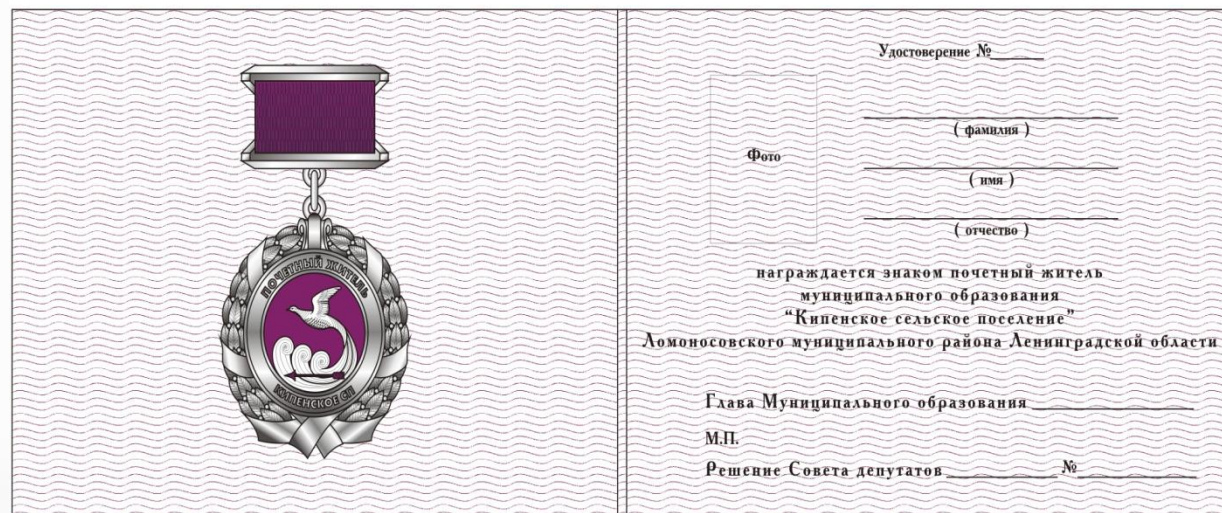 ПОЧЕТНЫЙ ЖИТЕЛЬ
КИПЕНСКОЕ СП
Удостоверение №______
Фото
( фамилия )
( имя )
( отчество )
награждается знаком почетный житель
муниципального образования
“Кипенское сельское поселение”
Ломоносовского муниципального района Ленинградской области
Глава Муниципального образования
М.П.
Решение Совета депутатов №